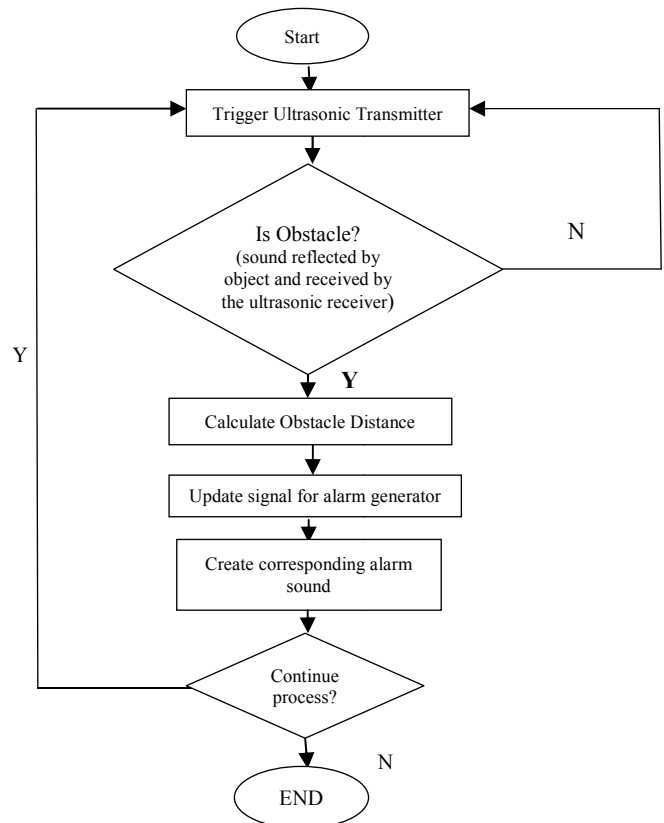 Start
Trigger Ultrasonic Transmitter
Is Obstacle?
(sound reflected by
object and received by
the ultrasonic receiver)
N
Y
Y
Calculate Obstacle Distance
Update signal for alarm generator
Create corresponding alarm
sound
Continue
process?
N
END